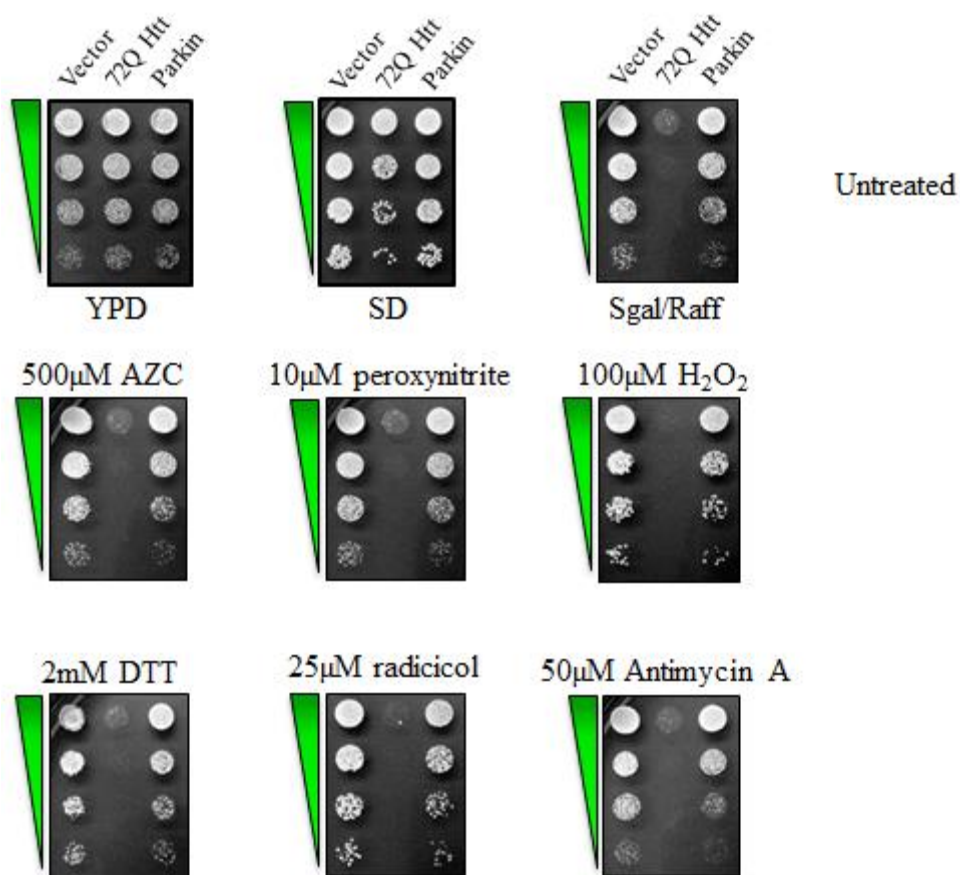 Vector 72Q Htt Parkin Vector 72Q Htt Parkin Vector 72Q Htt Parkin
Untreated
YPD SD Sgal/Raff
500µM AZC 10µM peroxynitrite 100µM H₂O₂
2mM DTT 25µM radicicol 50µM Antimycin A